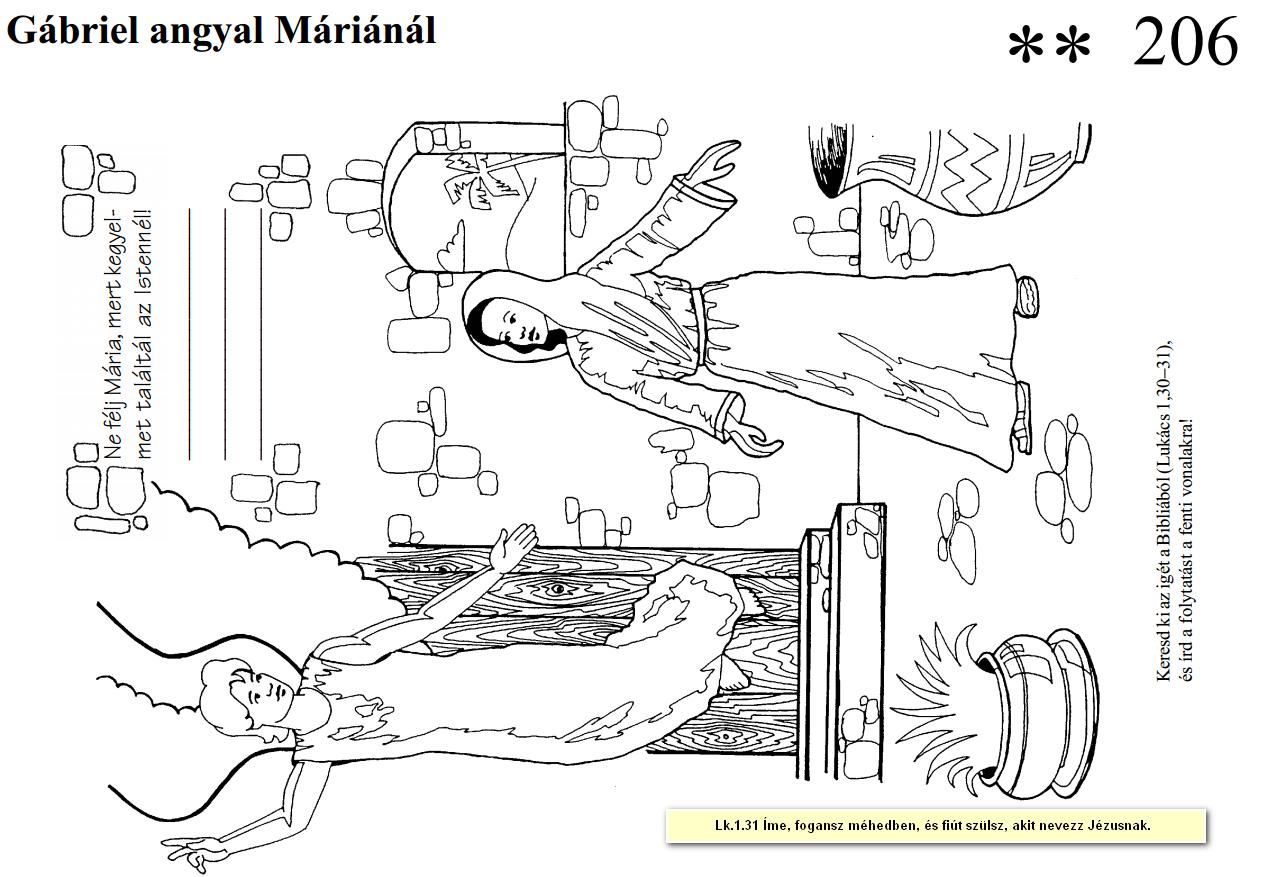 Gábriel angyal Máriánál
** 206
Ne félj Mária, mert kegyel-
met találtál az Istennél!
Keresd ki az igét a Bibliából (Lukács 1,30–31),
és írd a folytatást a fenti vonalakra!
Lk.1.31 Íme, fogansz méhedben, és fiút szülsz, akit nevezz Jézusnak.